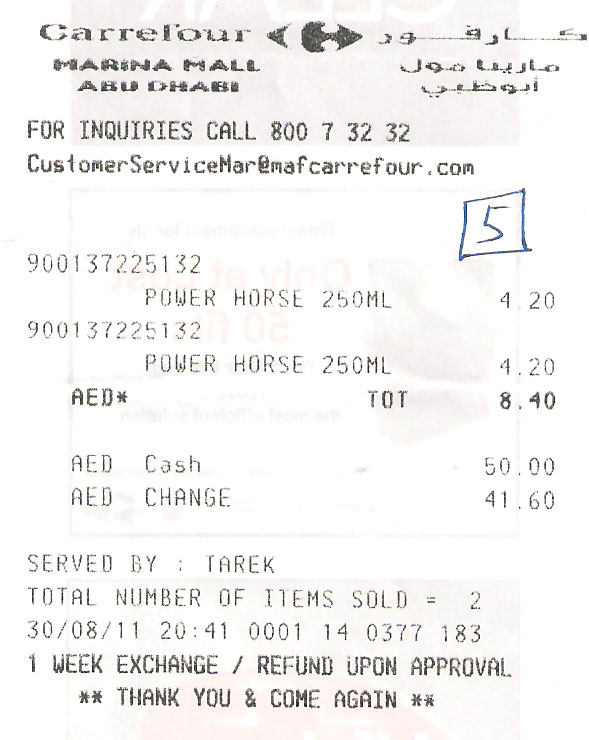 Carrefour كارفور
MARINA MALL مارينا مول
ABU DHABI أبوظبي
FOR INQUIRIES CALL 800 7 32 32
CustomerServiceMar@mafcarrefour.com
5
900137225132
POWER HORSE 250ML 4.20
900137225132
POWER HORSE 250ML 4.20
AED* TOT 8.40
AED Cash 50.00
AED CHANGE 41.60
SERVED BY : TAREK
TOTAL NUMBER OF ITEMS SOLD = 2
30/08/11 20:41 0001 14 0377 183
1 WEEK EXCHANGE / REFUND UPON APPROVAL
** THANK YOU & COME AGAIN **